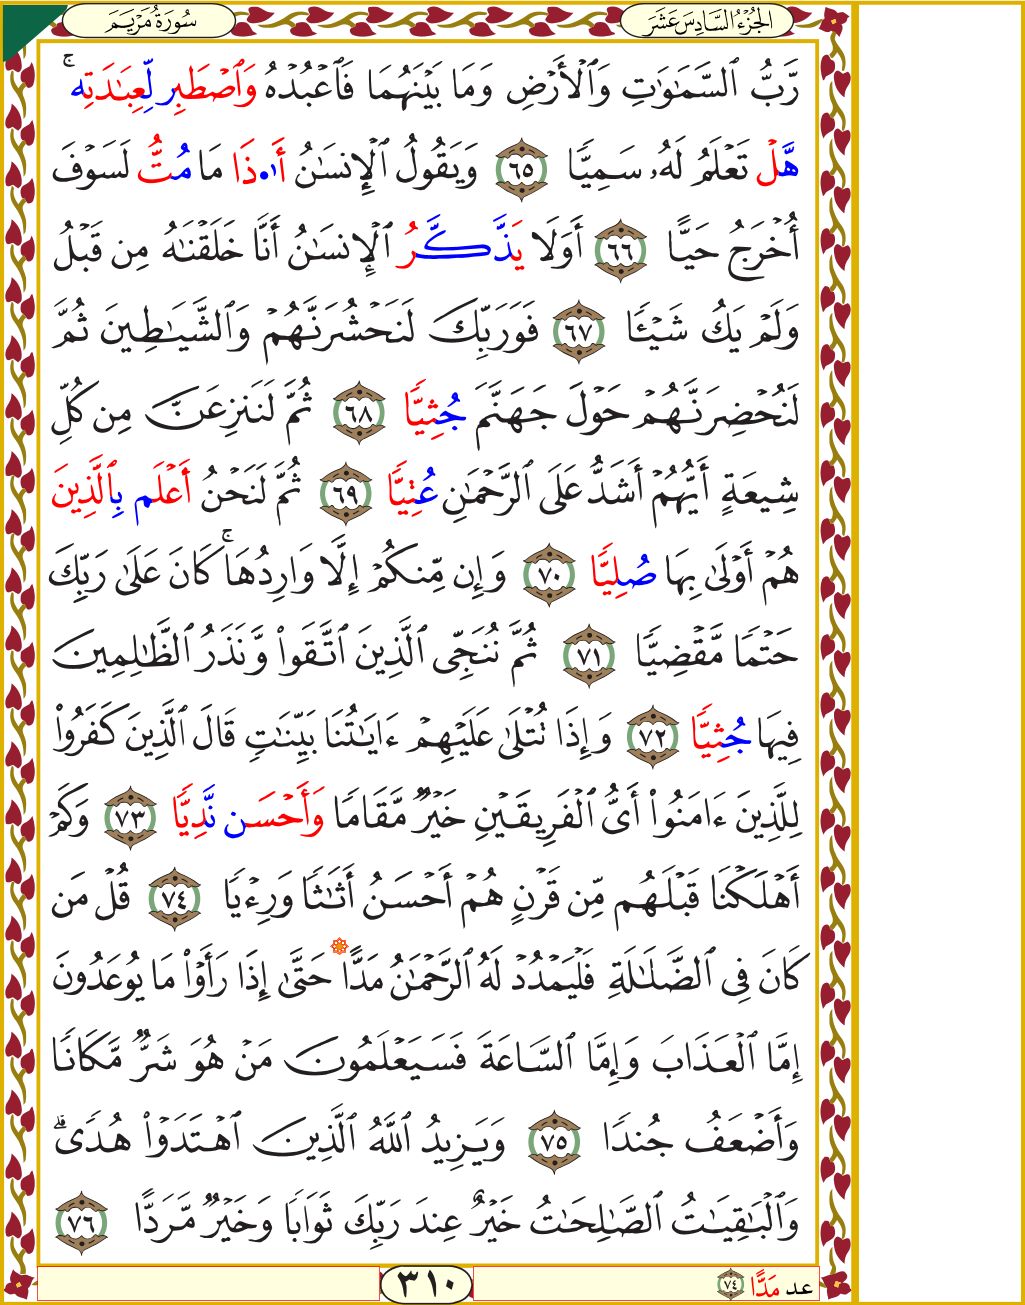 سُورَةُ مَرْيَمَ
الجُزْءُ السَّادِسَ عَشَرَ
رَّبُّ ٱلسَّمَٰوَٰتِ وَٱلْأَرْضِ وَمَا بَيْنَهُمَا فَٱعْبُدْهُ وَٱصْطَبِر لِّعِبَٰدَتِهِۚ
هَّلْ تَعْلَمُ لَهُۥ سَمِيًّا ٦٥ وَيَقُولُ ٱلْإِنسَٰنُ أَا۬ذَا مَا مُتُّ لَسَوْفَ
أُخْرَجُ حَيًّا ٦٦ أَوَلَا يَذَّكَّرُ ٱلْإِنسَٰنُ أَنَّا خَلَقْنَٰهُ مِن قَبْلُ
وَلَمْ يَكُ شَيْـًٔا ٦٧ فَوَرَبِّكَ لَنَحْشُرَنَّهُمْ وَٱلشَّيَٰطِينَ ثُمَّ
لَنُحْضِرَنَّهُمْ حَوْلَ جَهَنَّمَ جُثِيًّا ٦٨ ثُمَّ لَنَنزِعَنَّ مِن كُلِّ
شِيعَةٍ أَيُّهُمْ أَشَدُّ عَلَى ٱلرَّحْمَٰنِ عُتِيًّا ٦٩ ثُمَّ لَنَحْنُ أَعْلَم بِٱلَّذِينَ
هُمْ أَوْلَىٰ بِهَا صُلِيًّا ٧٠ وَإِن مِّنكُمْ إِلَّا وَارِدُهَاۚ كَانَ عَلَىٰ رَبِّكَ
حَتْمًا مَّقْضِيًّا ٧١ ثُمَّ نُنَجِّى ٱلَّذِينَ ٱتَّقَوا۟ وَّنَذَرُ ٱلظَّٰلِمِينَ
فِيهَا جُثِيًّا ٧٢ وَإِذَا تُتْلَىٰ عَلَيْهِمْ ءَايَٰتُنَا بَيِّنَٰتٍ قَالَ ٱلَّذِينَ كَفَرُوا۟
لِلَّذِينَ ءَامَنُوا۟ أَىُّ ٱلْفَرِيقَيْنِ خَيْرٌ مَّقَامًا وَأَحْسَن نَّدِيًّا ٧٣ وَكَمْ
أَهْلَكْنَا قَبْلَهُم مِّن قَرْنٍ هُمْ أَحْسَنُ أَثَٰثًا وَرِءْيًا ٧٤ قُلْ مَن
كَانَ فِى ٱلضَّلَٰلَةِ فَلْيَمْدُدْ لَهُ ٱلرَّحْمَٰنُ مَدًّا حَتَّىٰ إِذَا رَأَوْا۟ مَا يُوعَدُونَ
إِمَّا ٱلْعَذَابَ وَإِمَّا ٱلسَّاعَةَ فَسَيَعْلَمُونَ مَنْ هُوَ شَرٌّ مَّكَانًا
وَأَضْعَفُ جُندًا ٧٥ وَيَزِيدُ ٱللَّهُ ٱلَّذِينَ ٱهْتَدَوْا۟ هُدًىۗ
وَٱلْبَٰقِيَٰتُ ٱلصَّٰلِحَٰتُ خَيْرٌ عِندَ رَبِّكَ ثَوَابًا وَخَيْرٌ مَّرَدًّا ٧٦
عد مَدًّا ٧٤
٣١٠